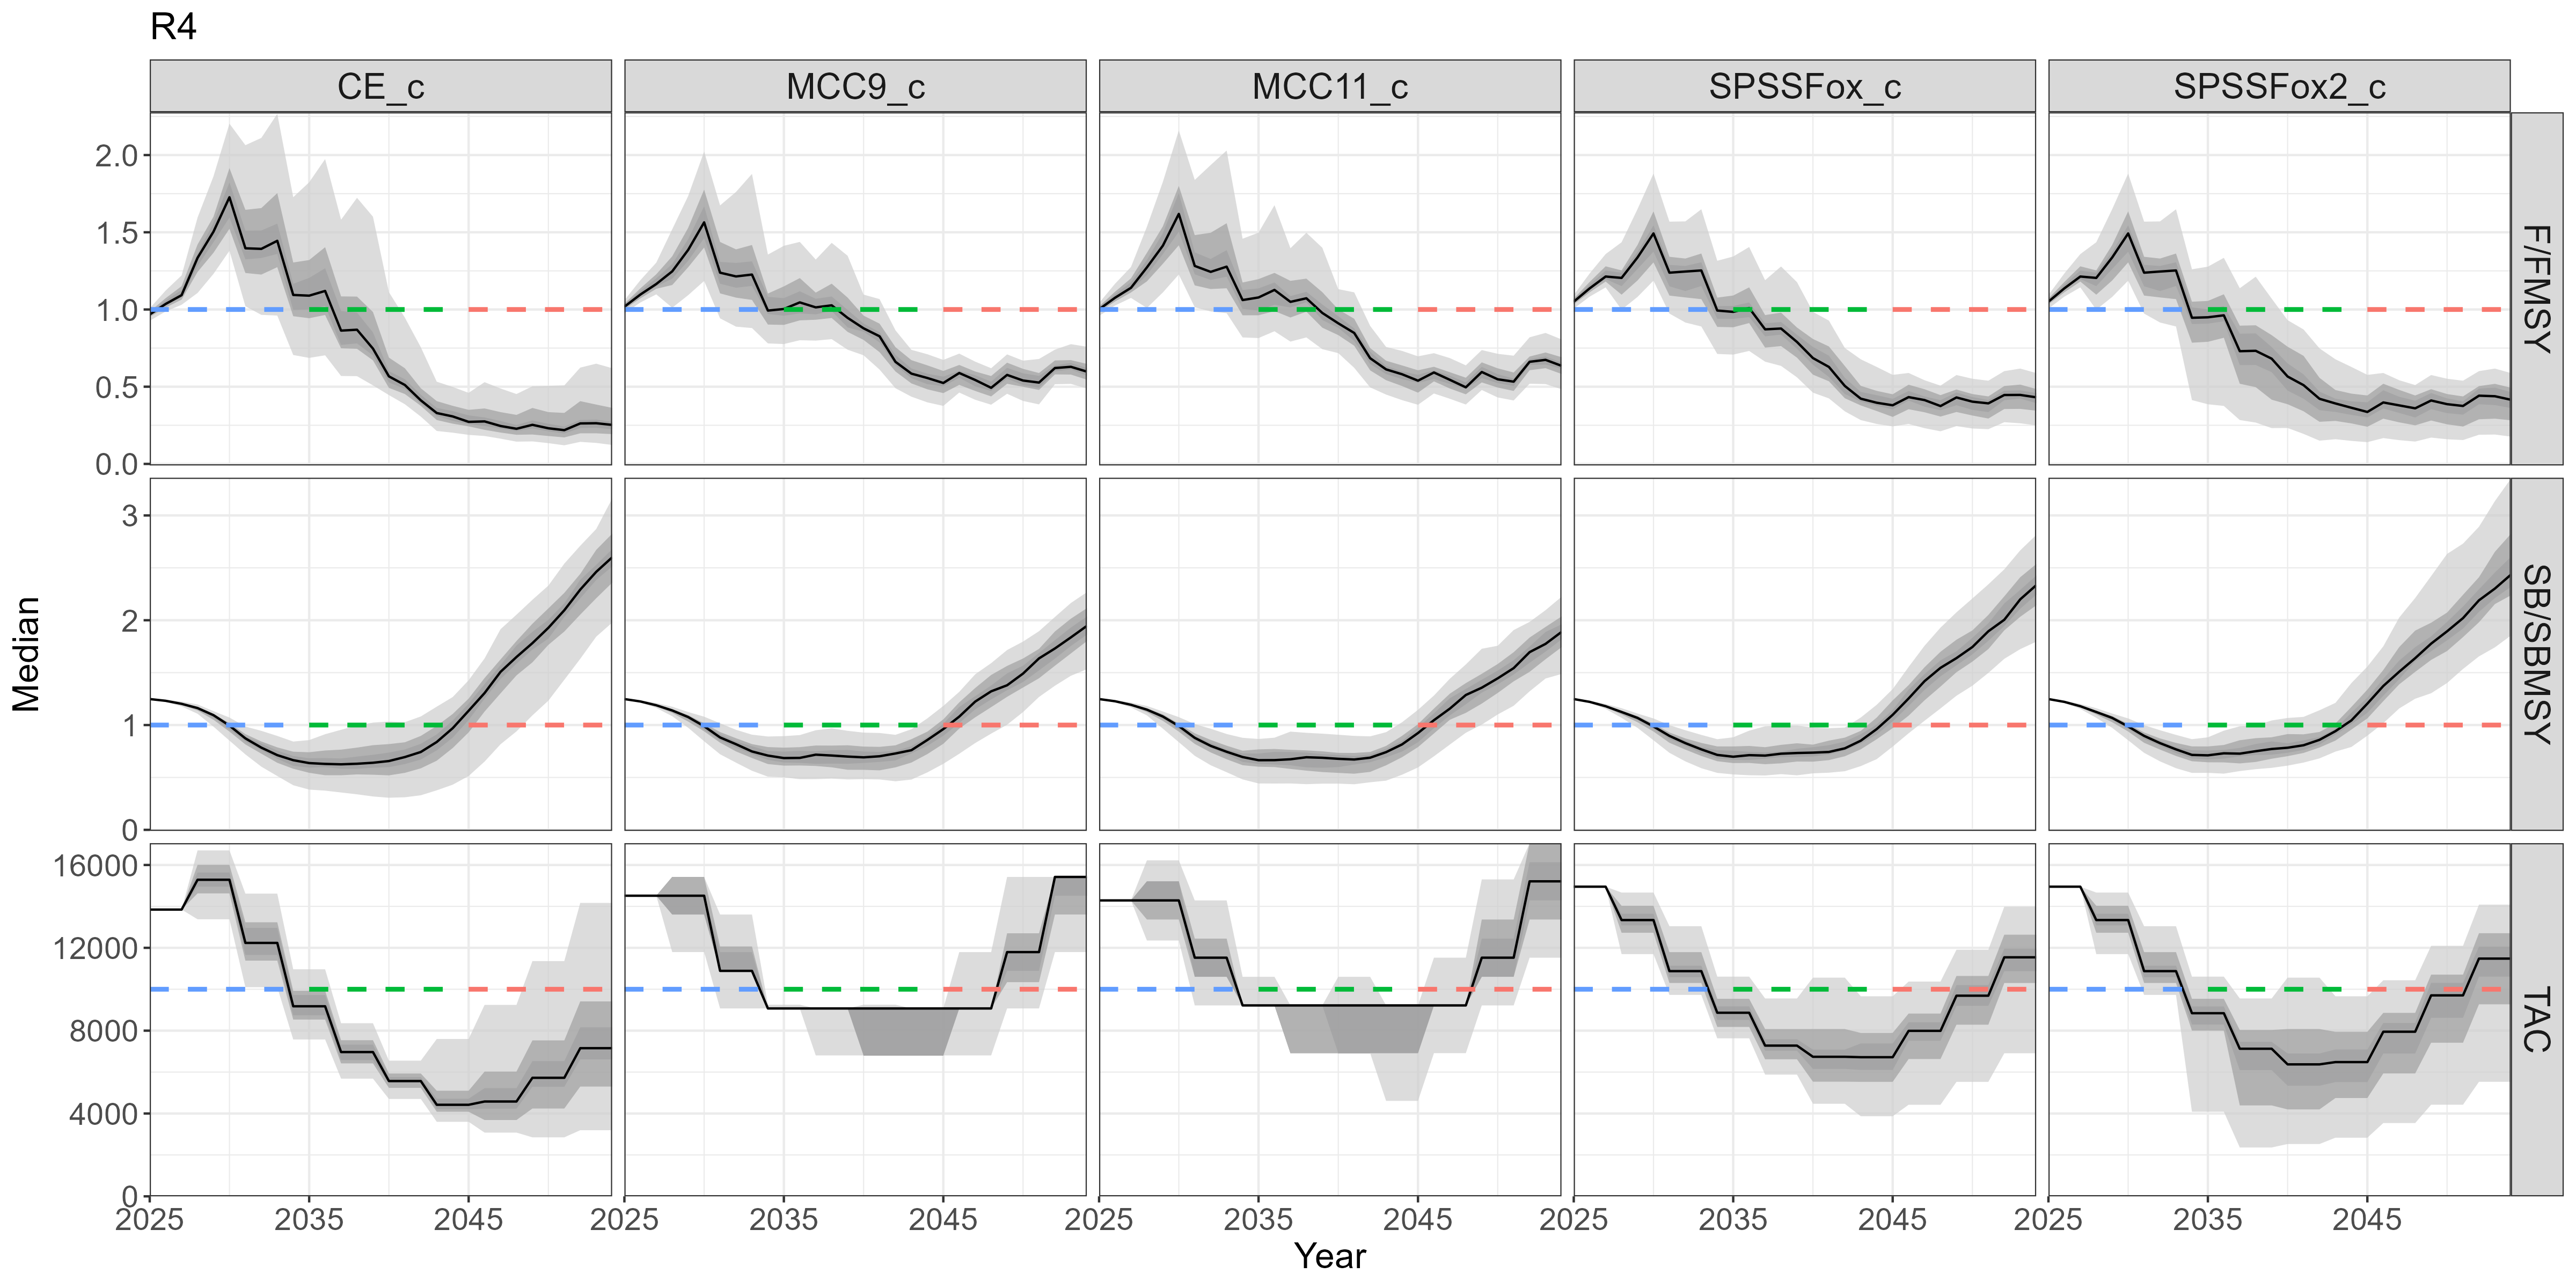 R4
CE_c MCC9_c MCC11_c SPSSFox_c SPSSFox2_c
2.0
1.5
1.0
0.5
0.0
F/FMSY
3
2
1
0
SB/SBMSY
Median
16000
12000
8000
4000
0
TAC
2025 2035 2045 2025 2035 2045 2025 2035 2045 2025 2035 2045 2025 2035 2045
Year